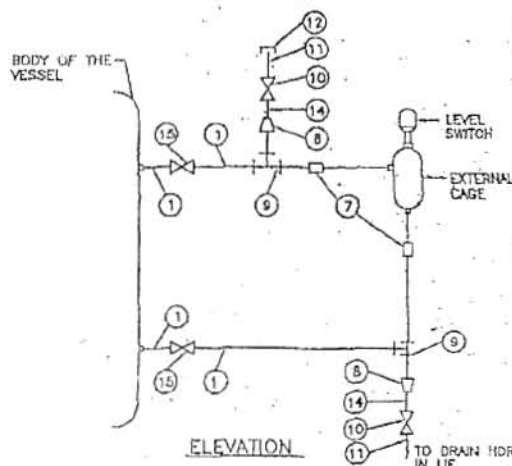 12
11
BODY OF THE
VESSEL
10
14
8
LEVEL
SWITCH
15
1
EXTERNAL
CAGE
1
9
7
1
9
15
1
8
14
10
ELEVATION
11
TO DRAIN HDR
IN